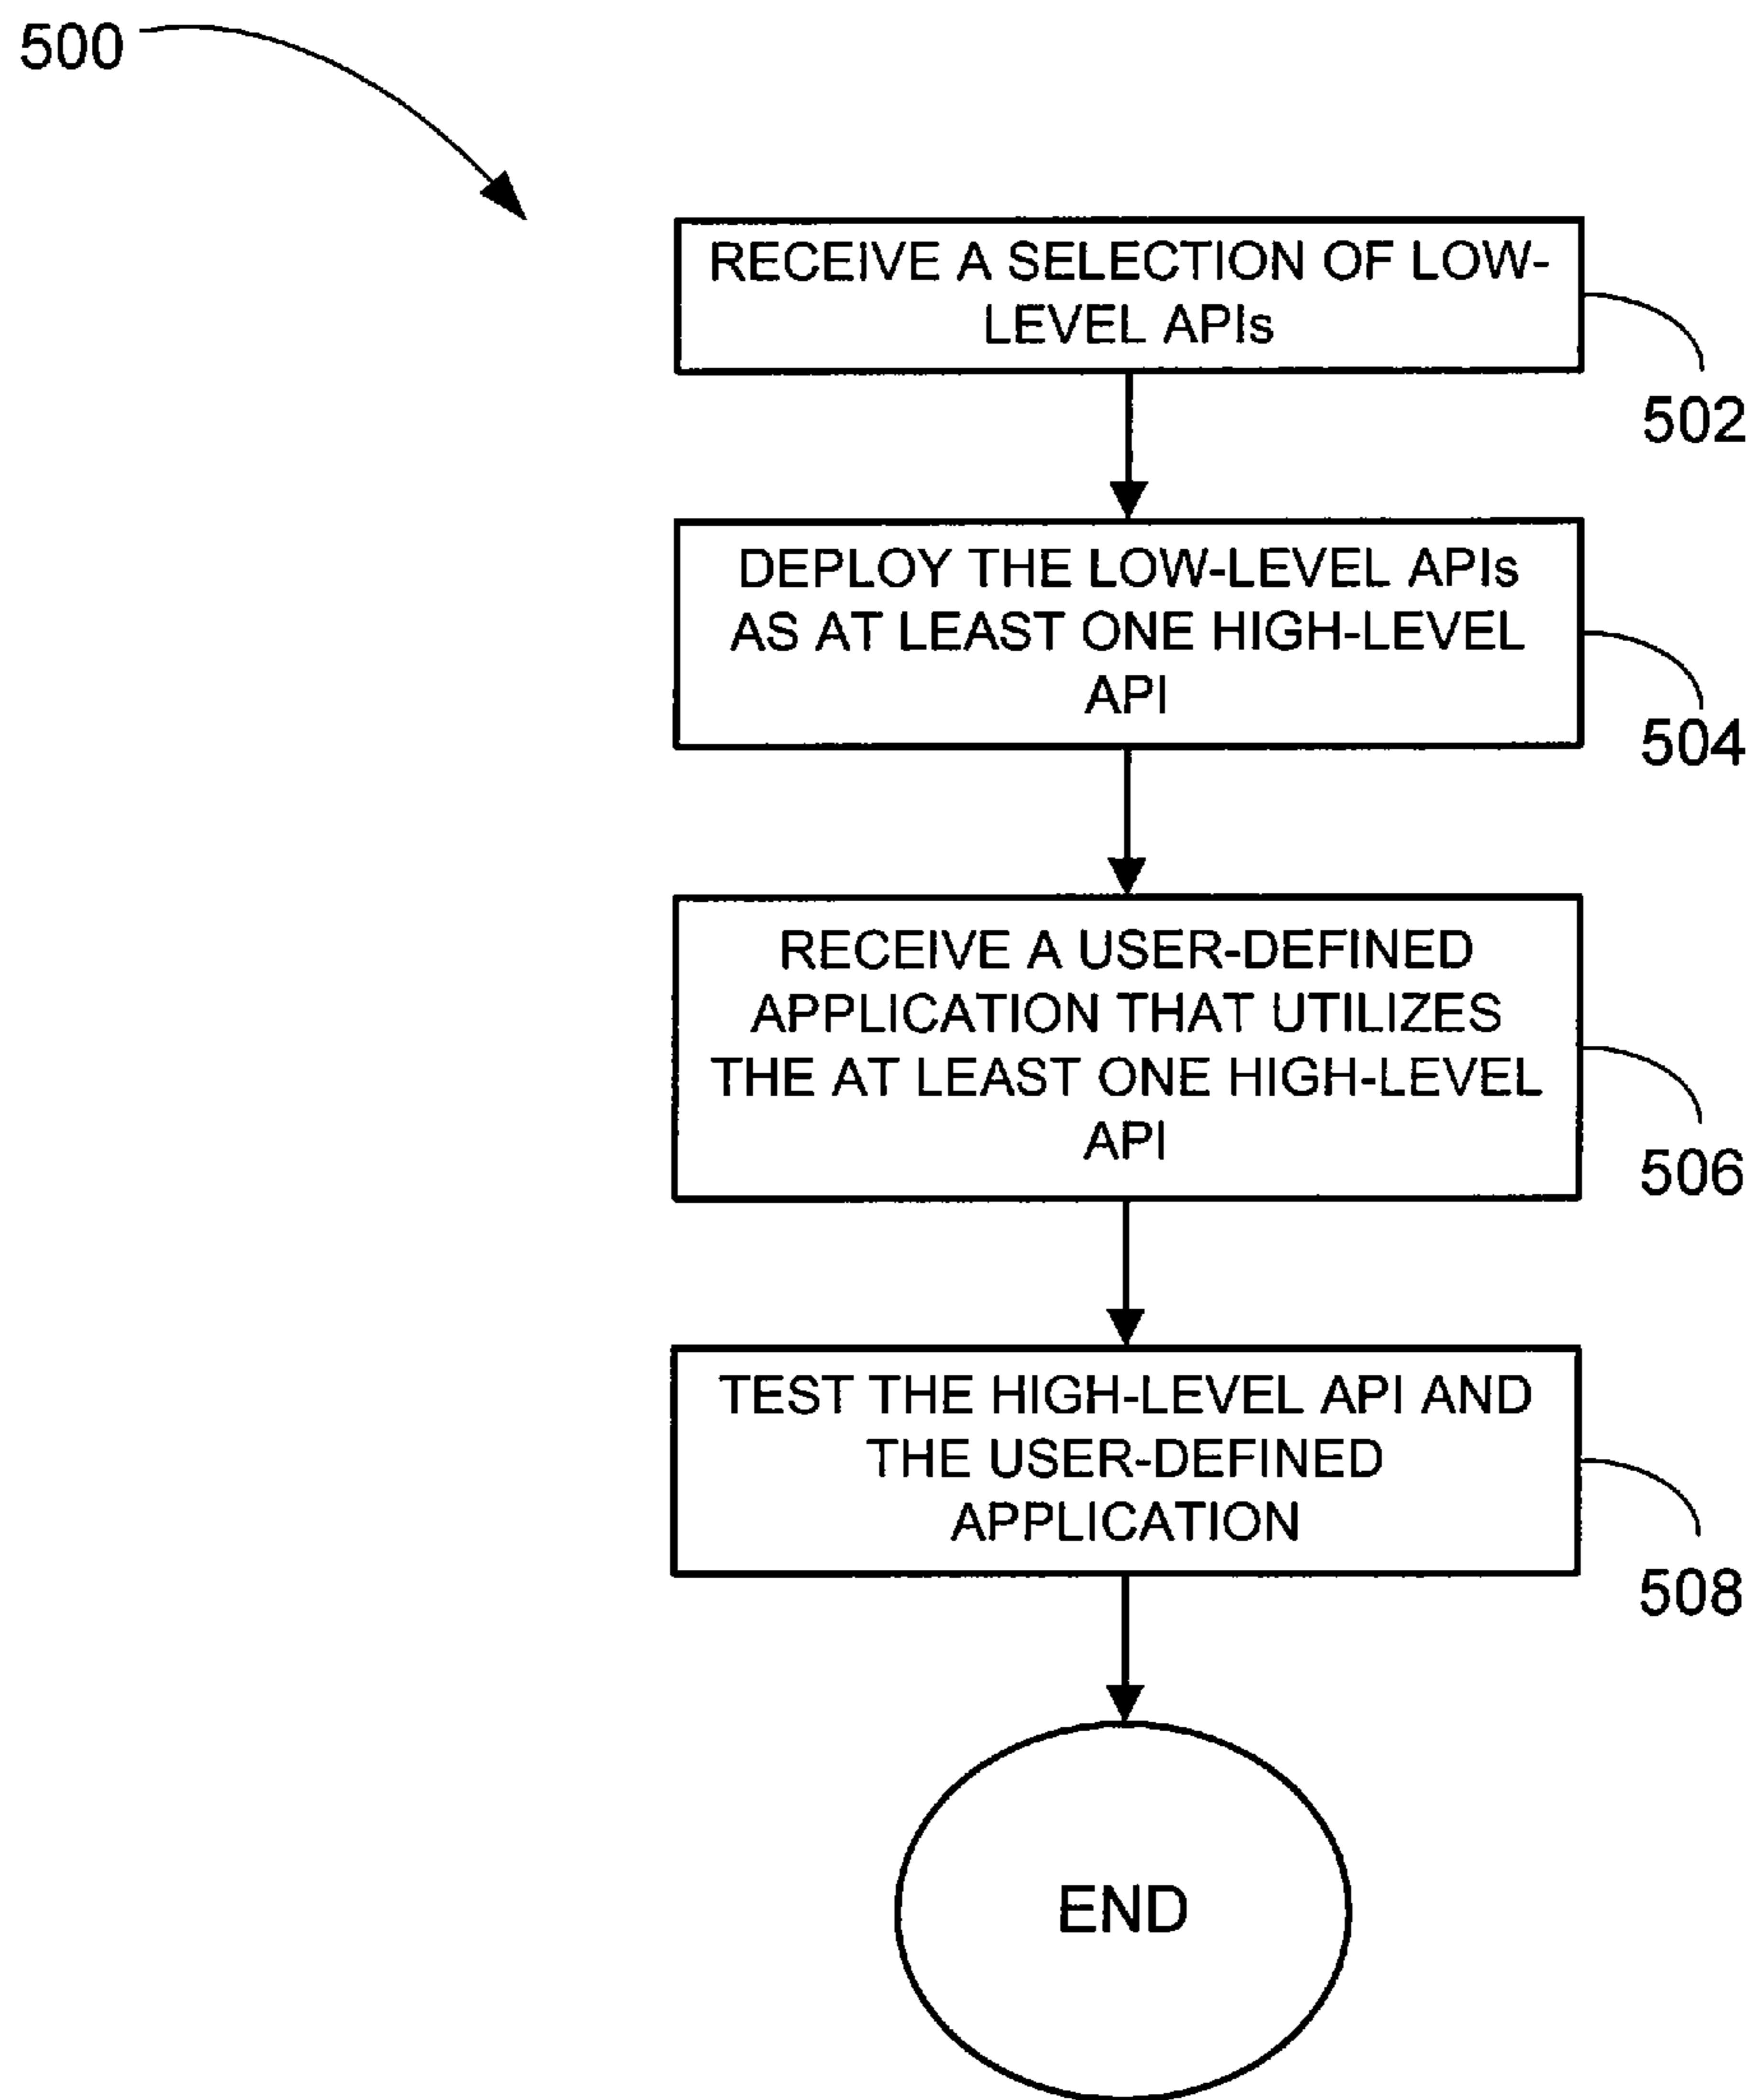 500
RECEIVE A SELECTION OF LOW-
LEVEL APIs
502
DEPLOY THE LOW-LEVEL APIs
AS AT LEAST ONE HIGH-LEVEL
API
504
RECEIVE A USER-DEFINED
APPLICATION THAT UTILIZES
THE AT LEAST ONE HIGH-LEVEL
API
506
TEST THE HIGH-LEVEL API AND
THE USER-DEFINED
APPLICATION
508
END